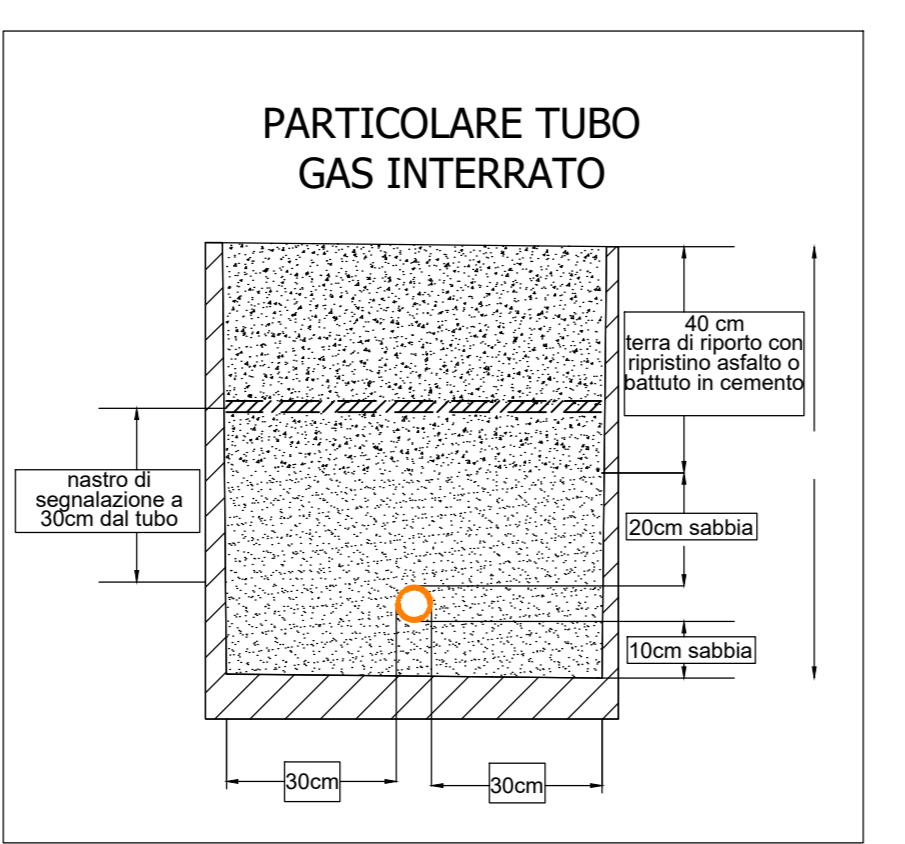 PARTICOLARE TUBO
GAS INTERRATO
40 cm
terra di riporto con
ripristino asfalto o
battuto in cemento
nastro di
segnalazione a
30cm dal tubo
20cm sabbia
10cm sabbia
30cm
30cm